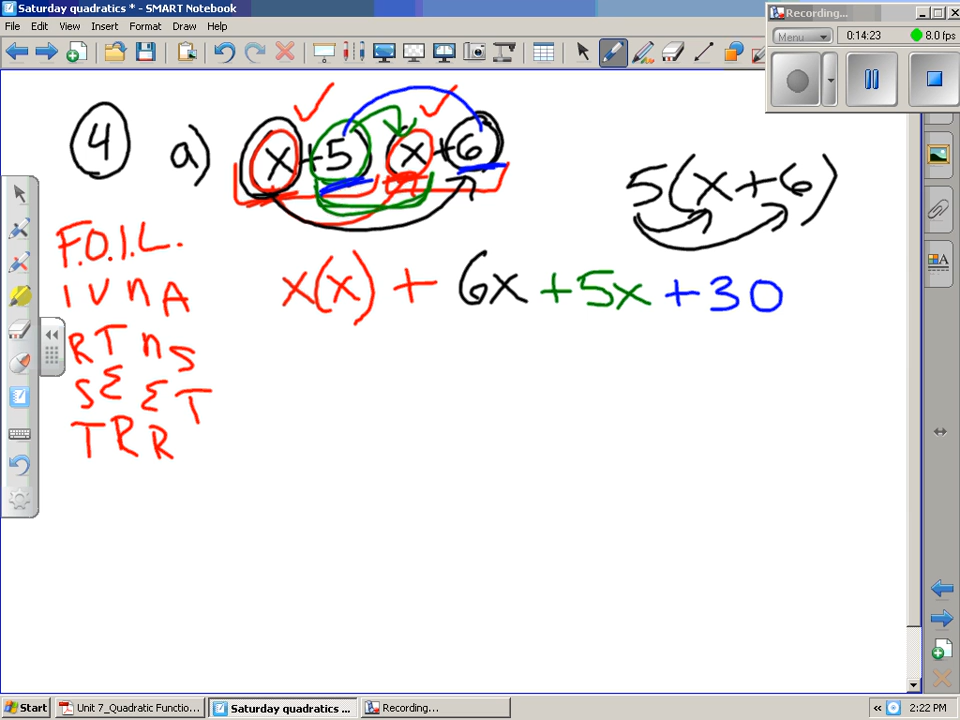 Saturday quadratics * - SMART Notebook
File Edit View Insert Format Draw Help
Recording...
Menu
0:14:23
8.0 fps
4
a)
(x+5)(x+6)
5(x+6)
F.O.I.L.
x(x) + 6x +5x +30
I U n A
R T n S
S E E T
T R R
Start
Unit 7_Quadratic Functio...
Saturday quadratics ...
Recording...
2:22 PM